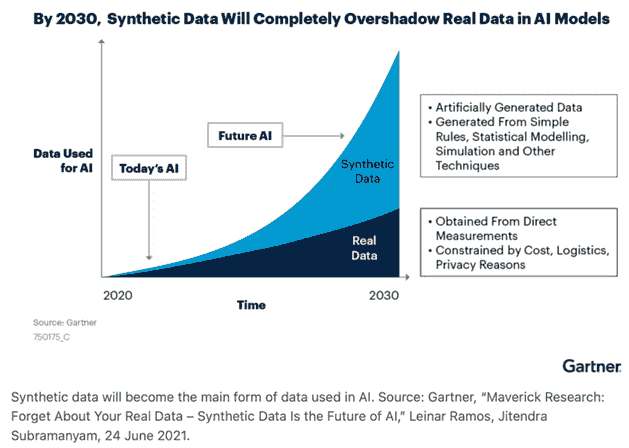 By 2030, Synthetic Data Will Completely Overshadow Real Data in AI Models
Data Used
for AI
Today's AI
Future AI
Synthetic
Data
Real
Data
• Artificially Generated Data
• Generated From Simple
Rules, Statistical Modelling,
Simulation and Other
Techniques
• Obtained From Direct
Measurements
• Constrained by Cost, Logistics,
Privacy Reasons
2020
2030
Time
Source: Gartner
750175_C
Gartner
Synthetic data will become the main form of data used in AI. Source: Gartner, “Maverick Research:
Forget About Your Real Data – Synthetic Data Is the Future of AI,” Leinar Ramos, Jitendra
Subramanyam, 24 June 2021.